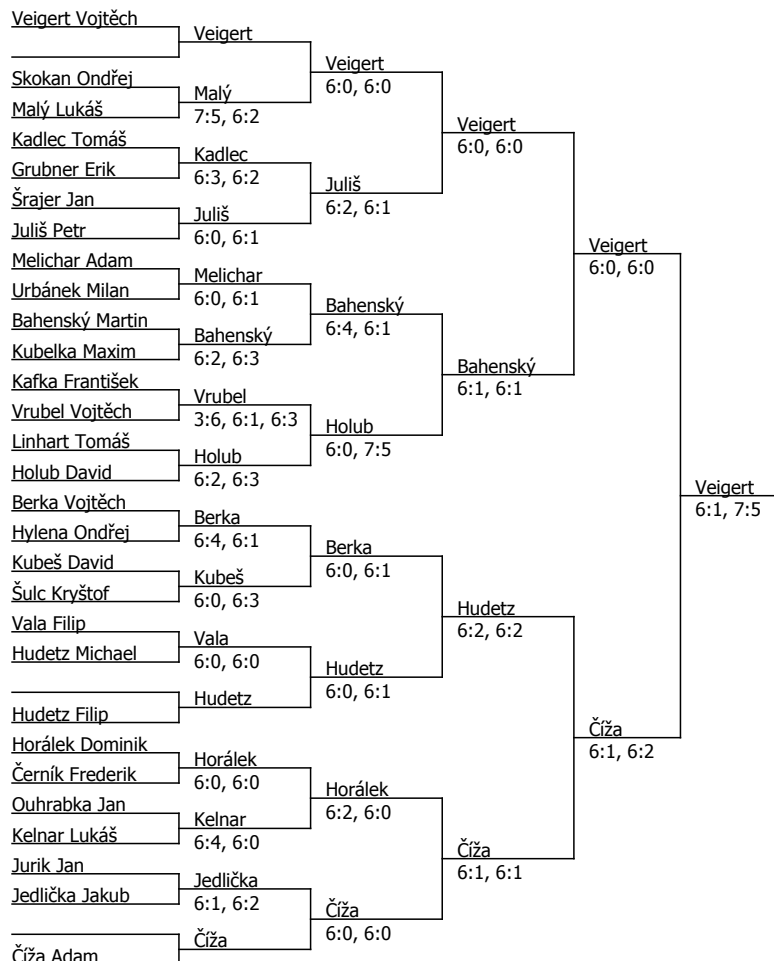 Veigert Vojtěch
Veigert
Veigert
6:0, 6:0
Skokan Ondřej
Malý Lukáš
Malý
7:5, 6:2
Veigert
6:0, 6:0
Kadlec Tomáš
Grubner Erik
Kadlec
6:3, 6:2
Juliš
6:2, 6:1
Šrajer Jan
Juliš Petr
Juliš
6:0, 6:1
Veigert
6:0, 6:0
Melichar Adam
Urbánek Milan
Melichar
6:0, 6:1
Bahenský
6:4, 6:1
Bahenský Martin
Kubelka Maxim
Bahenský
6:2, 6:3
Bahenský
6:1, 6:1
Kafka František
Vrubel Vojtěch
Vrubel
3:6, 6:1, 6:3
Holub
6:0, 7:5
Linhart Tomáš
Holub David
Holub
6:2, 6:3
Veigert
6:1, 7:5
Berka Vojtěch
Hylena Ondřej
Berka
6:4, 6:1
Berka
6:0, 6:1
Kubeš David
Šulc Kryštof
Kubeš
6:0, 6:3
Hudetz
6:2, 6:2
Vala Filip
Hudetz Michael
Vala
6:0, 6:0
Hudetz
6:0, 6:1
Hudetz Filip
Hudetz
Číža
6:1, 6:2
Horálek Dominik
Černík Frederik
Horálek
6:0, 6:0
Horálek
6:2, 6:0
Ouhrabka Jan
Kelnar Lukáš
Kelnar
6:4, 6:0
Číža
6:1, 6:1
Jurik Jan
Jedlička Jakub
Jedlička
6:1, 6:2
Číža
6:0, 6:0
Číža Adam
Číža